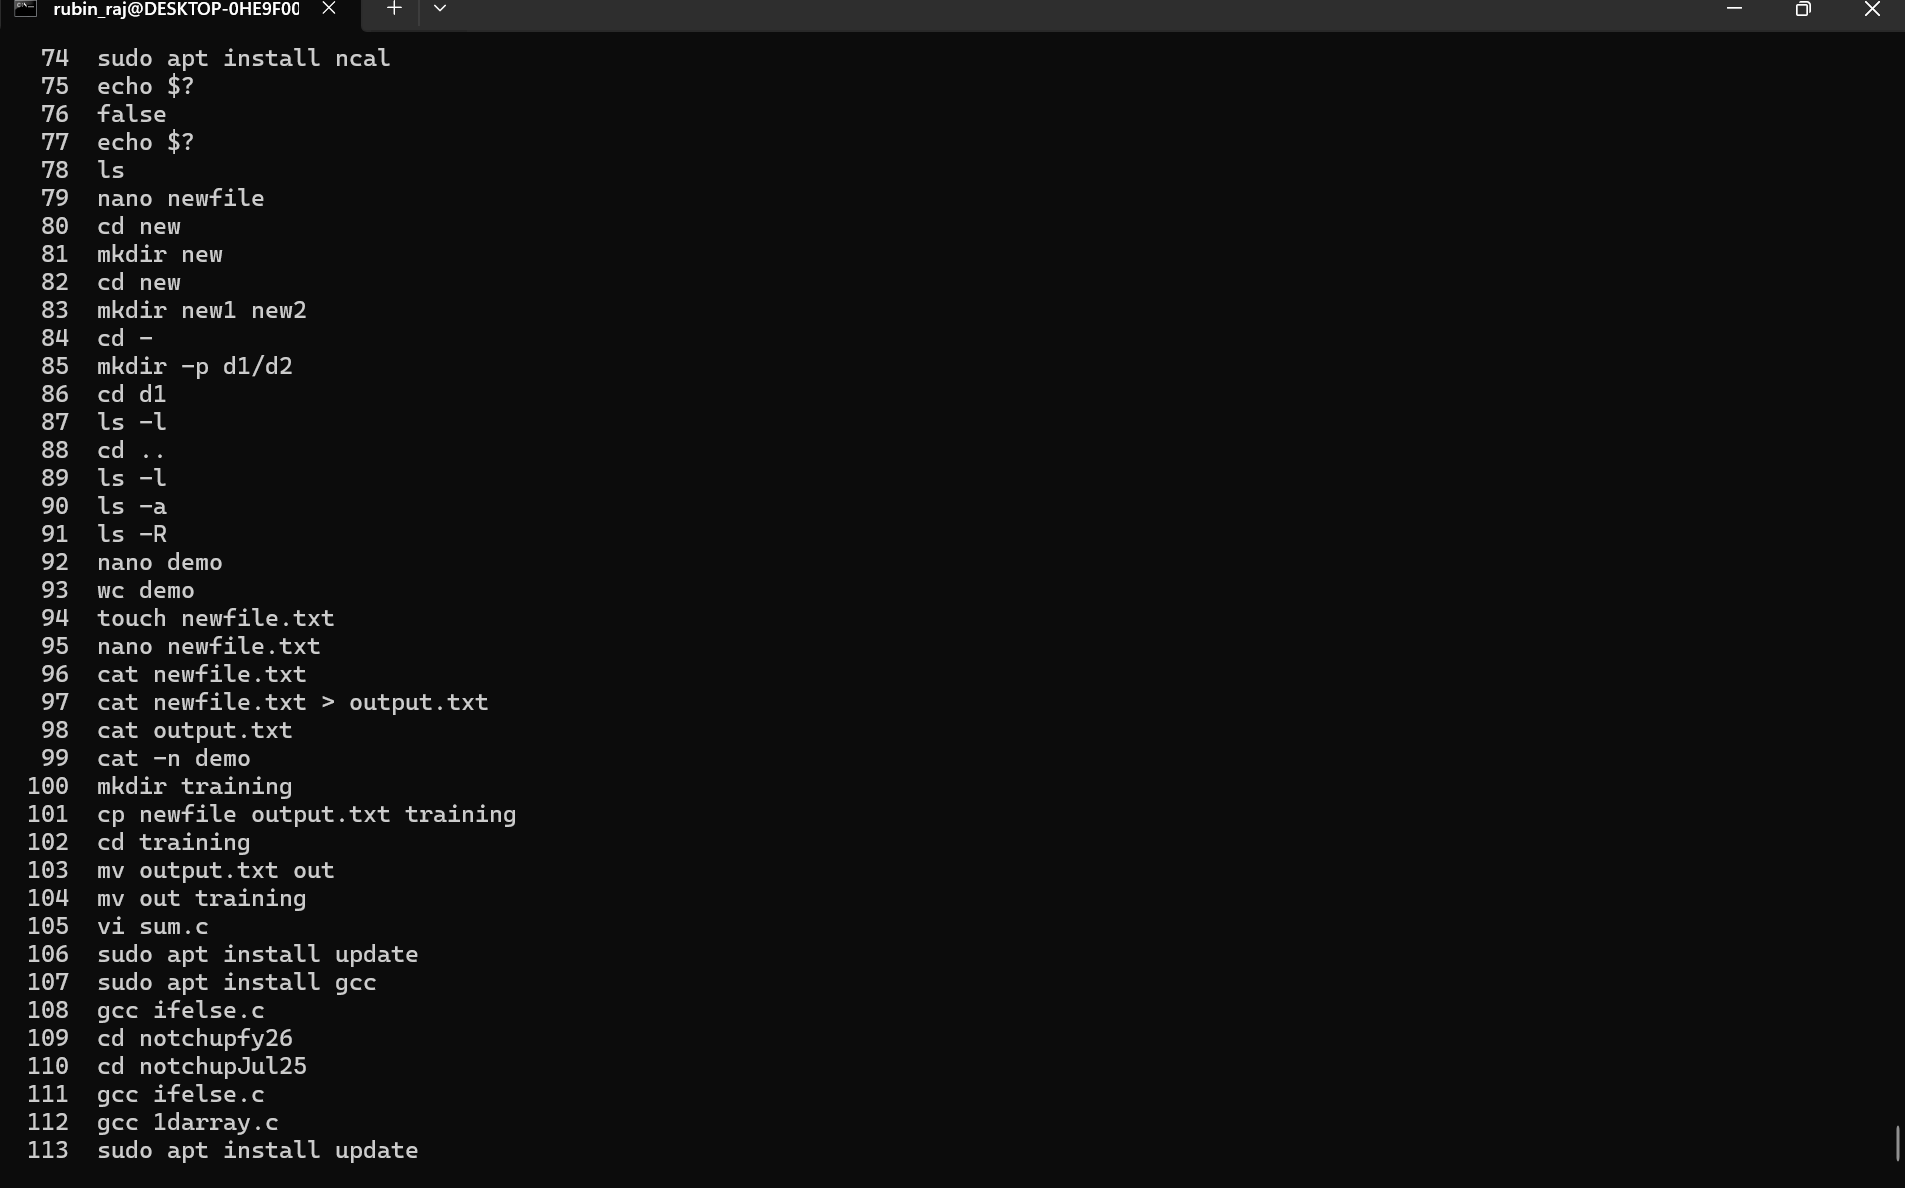 rubin_raj@DESKTOP-0HE9F00
74 sudo apt install ncal
75 echo $?
76 false
77 echo $?
78 ls
79 nano newfile
80 cd new
81 mkdir new
82 cd new
83 mkdir new1 new2
84 cd -
85 mkdir -p d1/d2
86 cd d1
87 ls -l
88 cd ..
89 ls -l
90 ls -a
91 ls -R
92 nano demo
93 wc demo
94 touch newfile.txt
95 nano newfile.txt
96 cat newfile.txt
97 cat newfile.txt > output.txt
98 cat output.txt
99 cat -n demo
100 mkdir training
101 cp newfile output.txt training
102 cd training
103 mv output.txt out
104 mv out training
105 vi sum.c
106 sudo apt install update
107 sudo apt install gcc
108 gcc ifelse.c
109 cd notchupfy26
110 cd notchupJul25
111 gcc ifelse.c
112 gcc 1darray.c
113 sudo apt install update